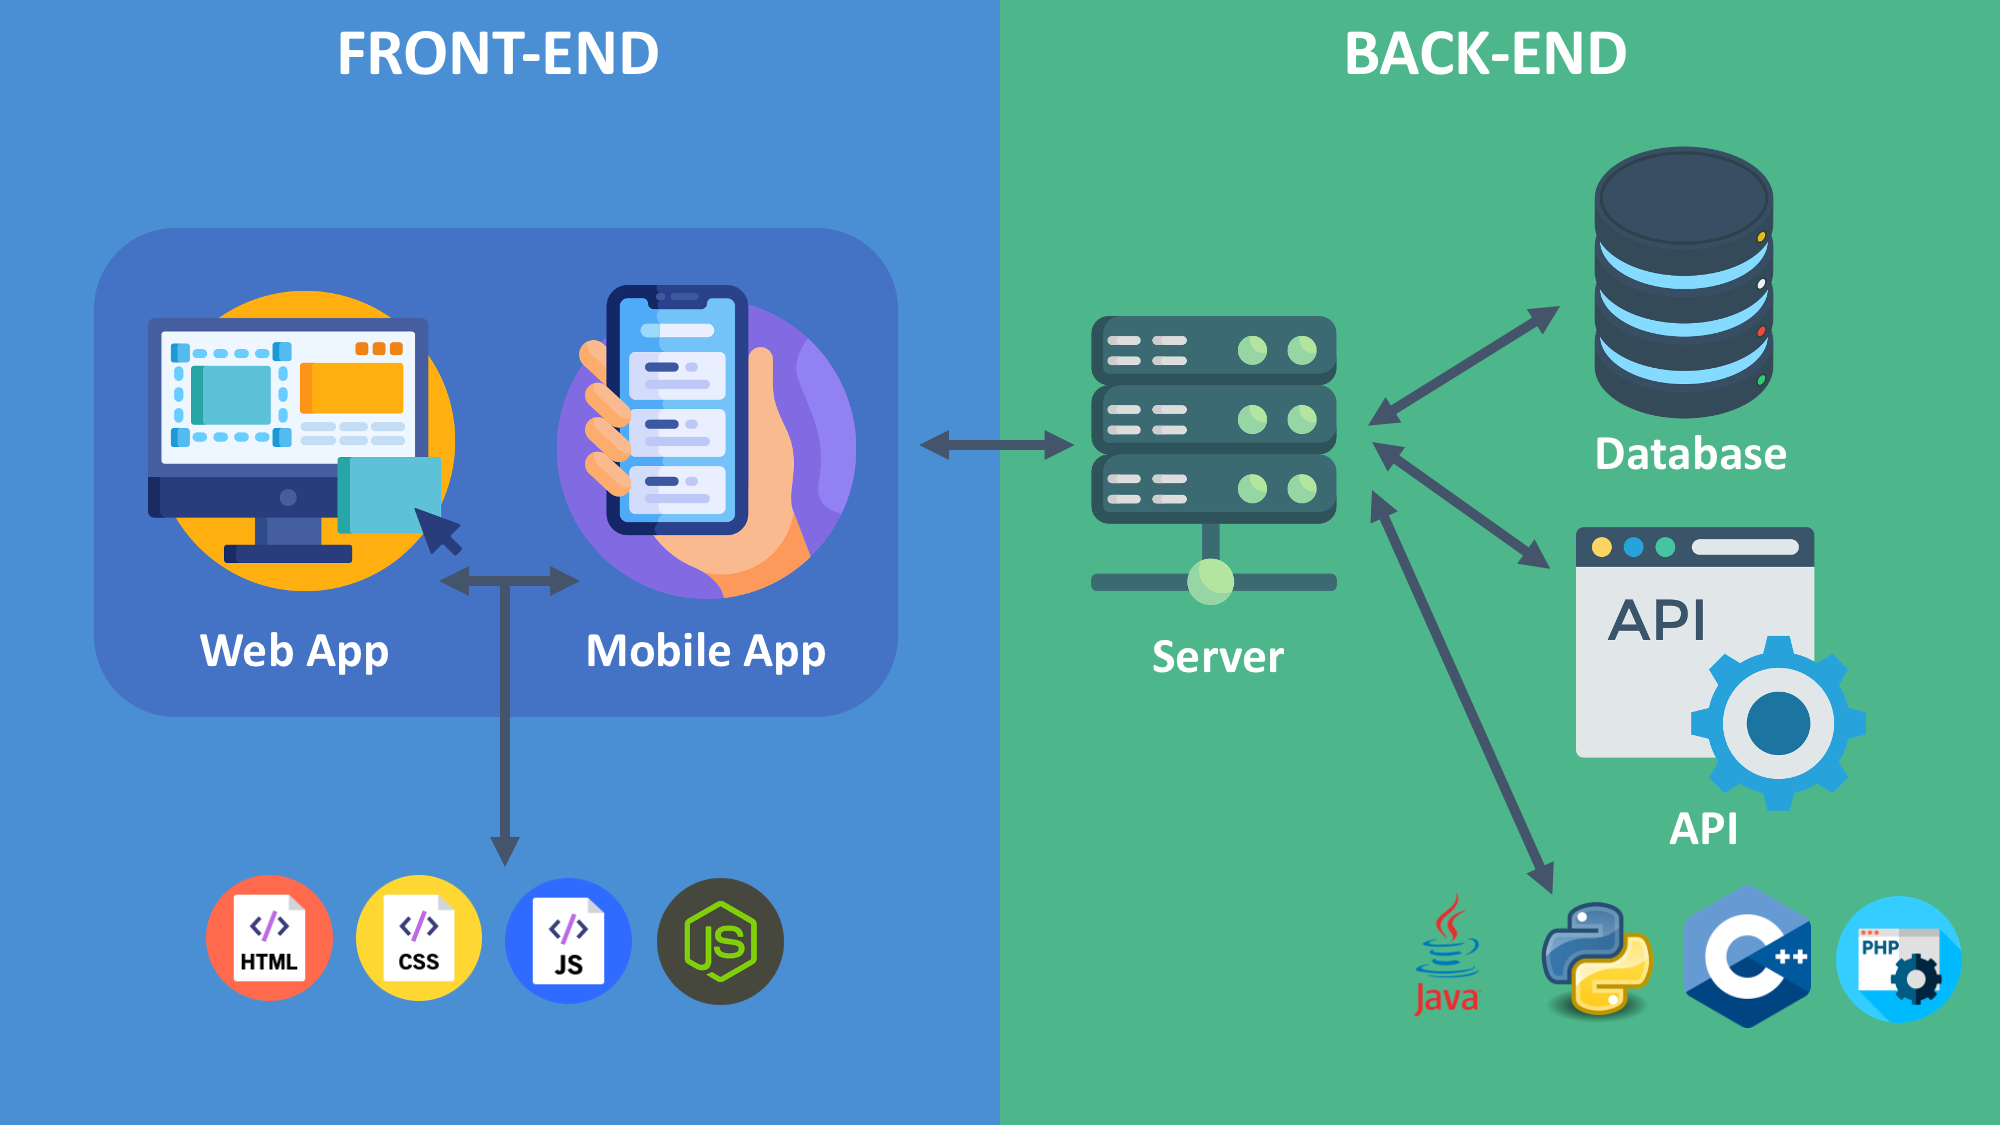 FRONT-END
BACK-END
Web App
Mobile App
Server
Database
API
API
HTML
CSS
JS
JS
Java
C++
PHP